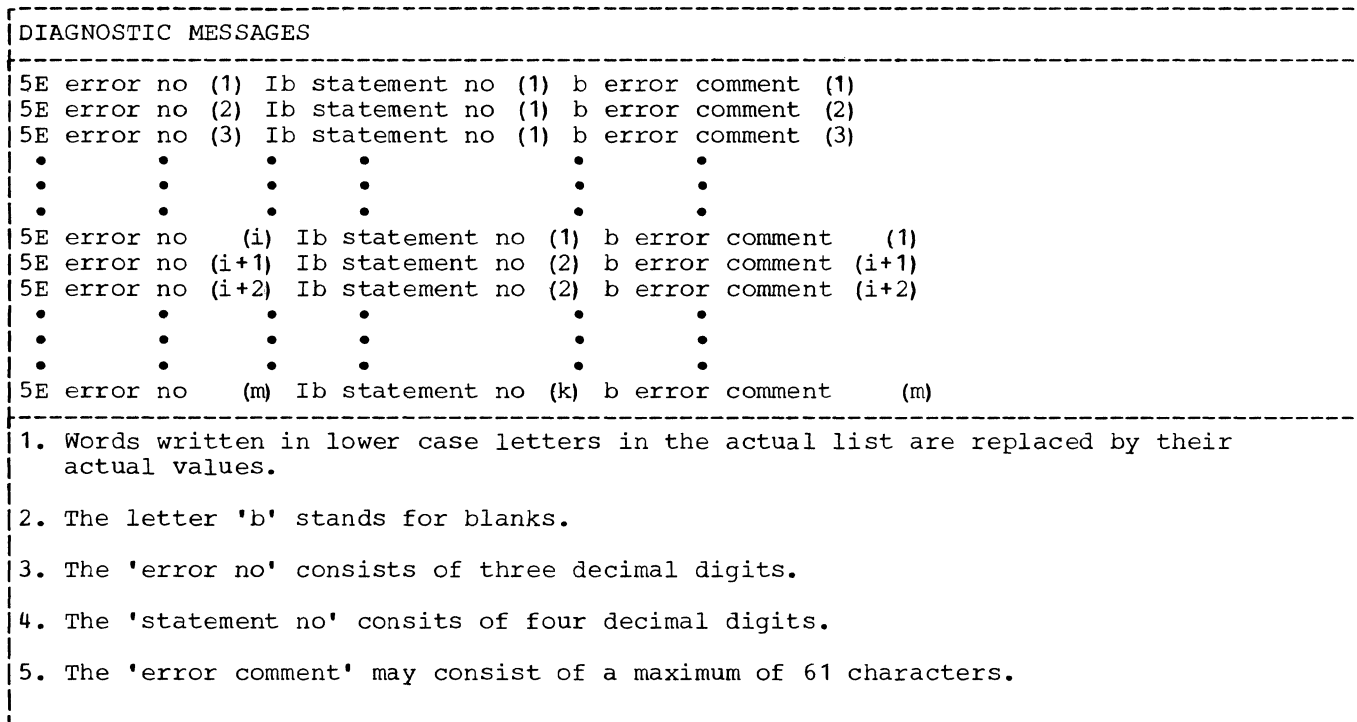 DIAGNOSTIC MESSAGES
5E error no (1) Ib statement no (1) b error comment (1)
5E error no (2) Ib statement no (1) b error comment (2)
5E error no (3) Ib statement no (1) b error comment (3)
• • • • • •
• • • • • •
• • • • • •
5E error no (i) Ib statement no (1) b error comment (1)
5E error no (i+1) Ib statement no (2) b error comment (i+1)
5E error no (i+2) Ib statement no (2) b error comment (i+2)
• • • • • •
• • • • • •
• • • • • •
5E error no (m) Ib statement no (k) b error comment (m)
1. Words written in lower case letters in the actual list are replaced by their
actual values.
2. The letter 'b' stands for blanks.
3. The 'error no' consists of three decimal digits.
4. The 'statement no' consits of four decimal digits.
5. The 'error comment' may consist of a maximum of 61 characters.